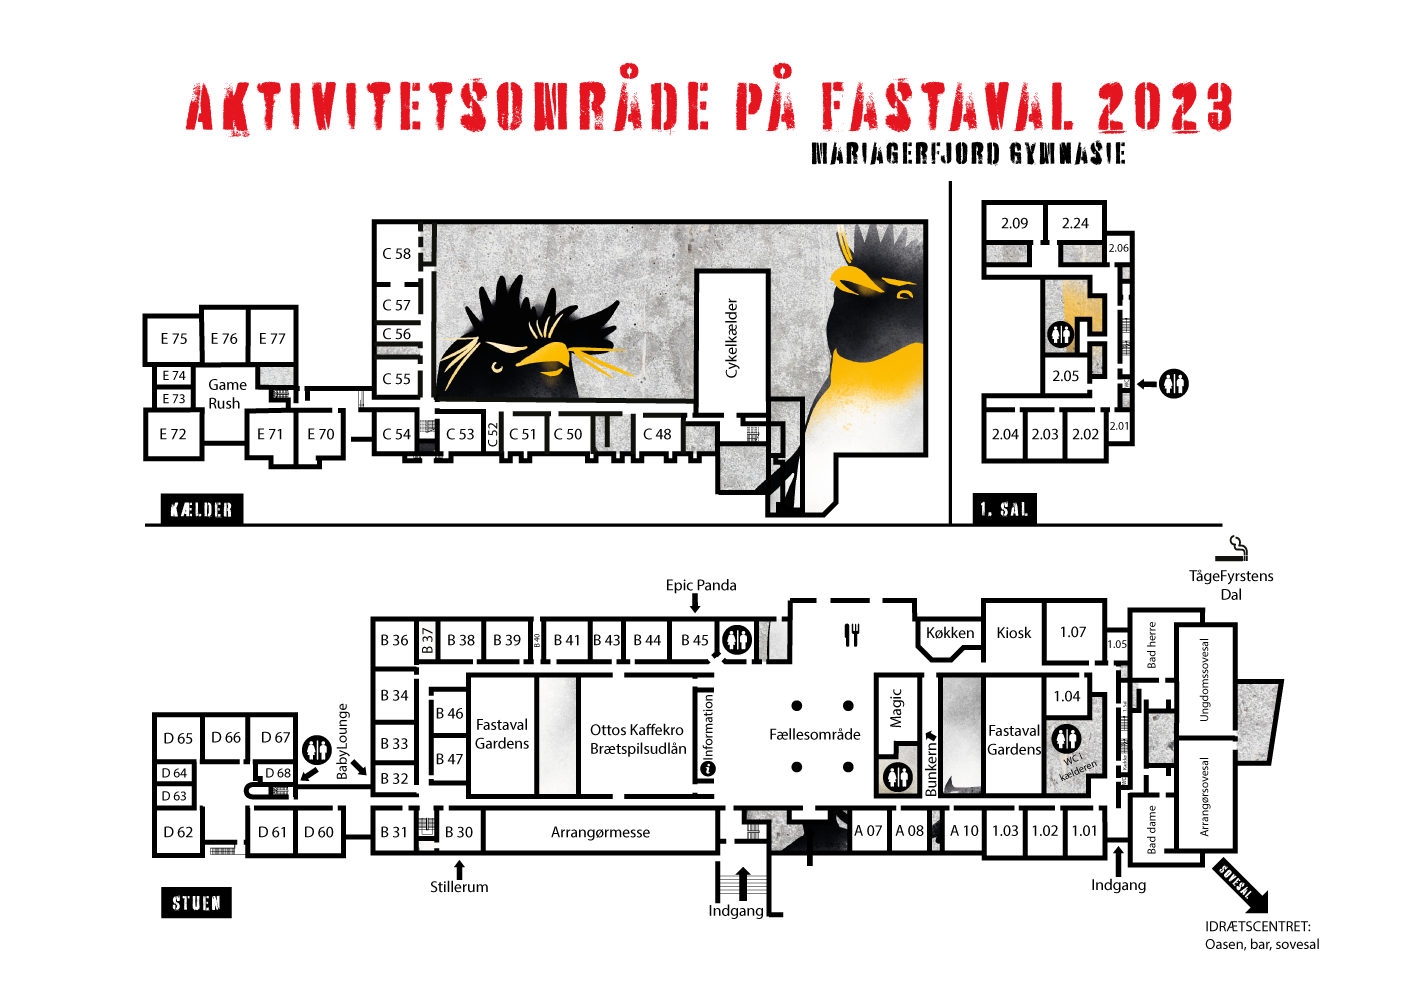 AKTIVITETSOMRÅDE PÅ FASTAVAL 2023
MARIAGERFJORD GYMNASIE
C 58
C 57
C 56
C 55
Cykelkælder
E 75
E 76
E 77
E 74
E 73
Game
Rush
E 72
E 71
E 70
C 54
C 53
C 52
C 51
C 50
C 48
KÆLDER
2.09
2.24
2.06
2.05
2.04
2.03
2.02
2.01
1. SAL
TågeFyrstens
Dal
Epic Panda
B 36
B 37
B 38
B 39
B 40
B 41
B 43
B 44
B 45
Køkken
Kiosk
1.07
1.05
Bad herre
Ungdomssovesal
B 34
B 33
B 32
B 46
B 47
Fastaval
Gardens
Ottos Kaffekro
Brætspilsudlån
Information
i
Fællesområde
Magic
Bunkern
Fastaval
Gardens
1.04
WC i
kælderen
BabyLounge
D 65
D 66
D 67
D 68
D 64
D 63
D 62
D 61
D 60
B 31
B 30
Arrangørmesse
A 07
A 08
A 10
1.03
1.02
1.01
Bad dame
Arrangørsovesal
Stillerum
Indgang
Indgang
STUEN
SOVESAL
IDRÆTSCENTRET:
Oasen, bar, sovesal